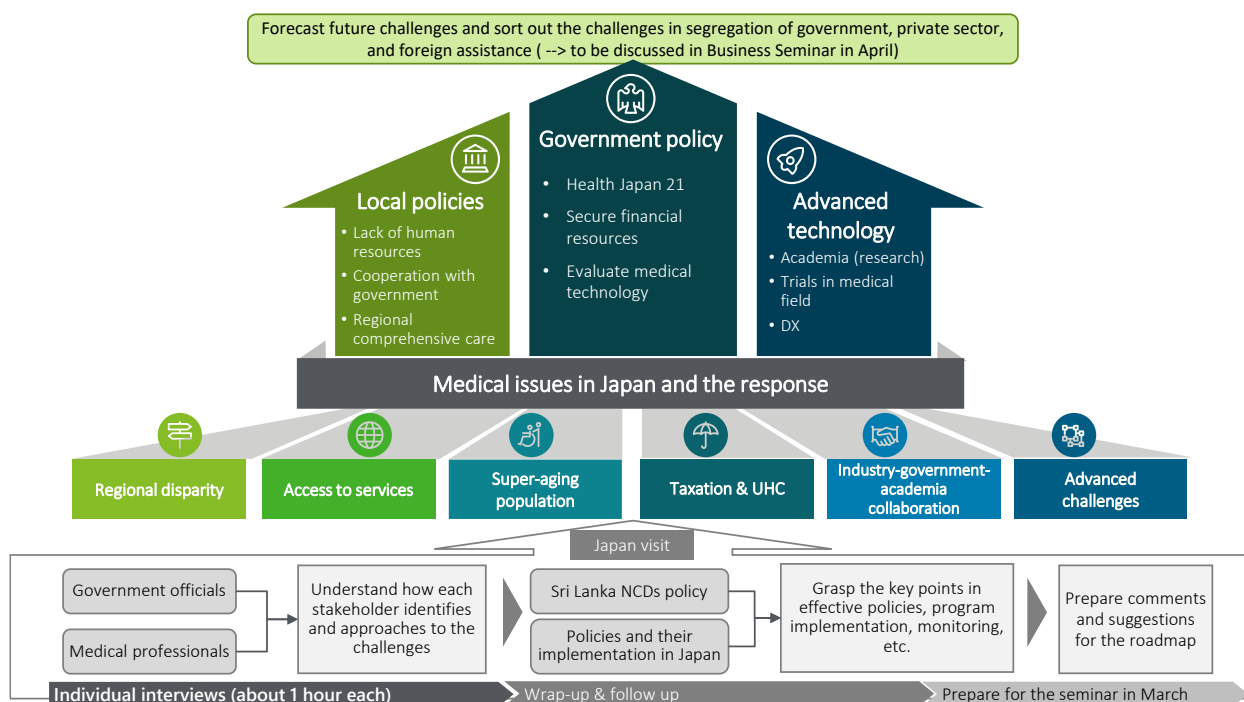 Forecast future challenges and sort out the challenges in segregation of government, private sector,
and foreign assistance ( --> to be discussed in Business Seminar in April)
Local policies
• Lack of human
resources
• Cooperation with
government
• Regional
comprehensive care
Government policy
• Health Japan 21
• Secure financial
resources
• Evaluate medical
technology
Advanced
technology
• Academia (research)
• Trials in medical
field
• DX
Medical issues in Japan and the response
Regional disparity
Access to services
Super-aging
population
Taxation & UHC
Industry-government-
academia
collaboration
Advanced
challenges
Japan visit
Government officials
Medical professionals
Understand how each
stakeholder identifies
and approaches to the
challenges
Sri Lanka NCDs policy
Policies and their
implementation in Japan
Grasp the key points in
effective policies, program
implementation, monitoring,
etc.
Prepare comments
and suggestions
for the roadmap
Individual interviews (about 1 hour each)
Wrap-up & follow up
Prepare for the seminar in March